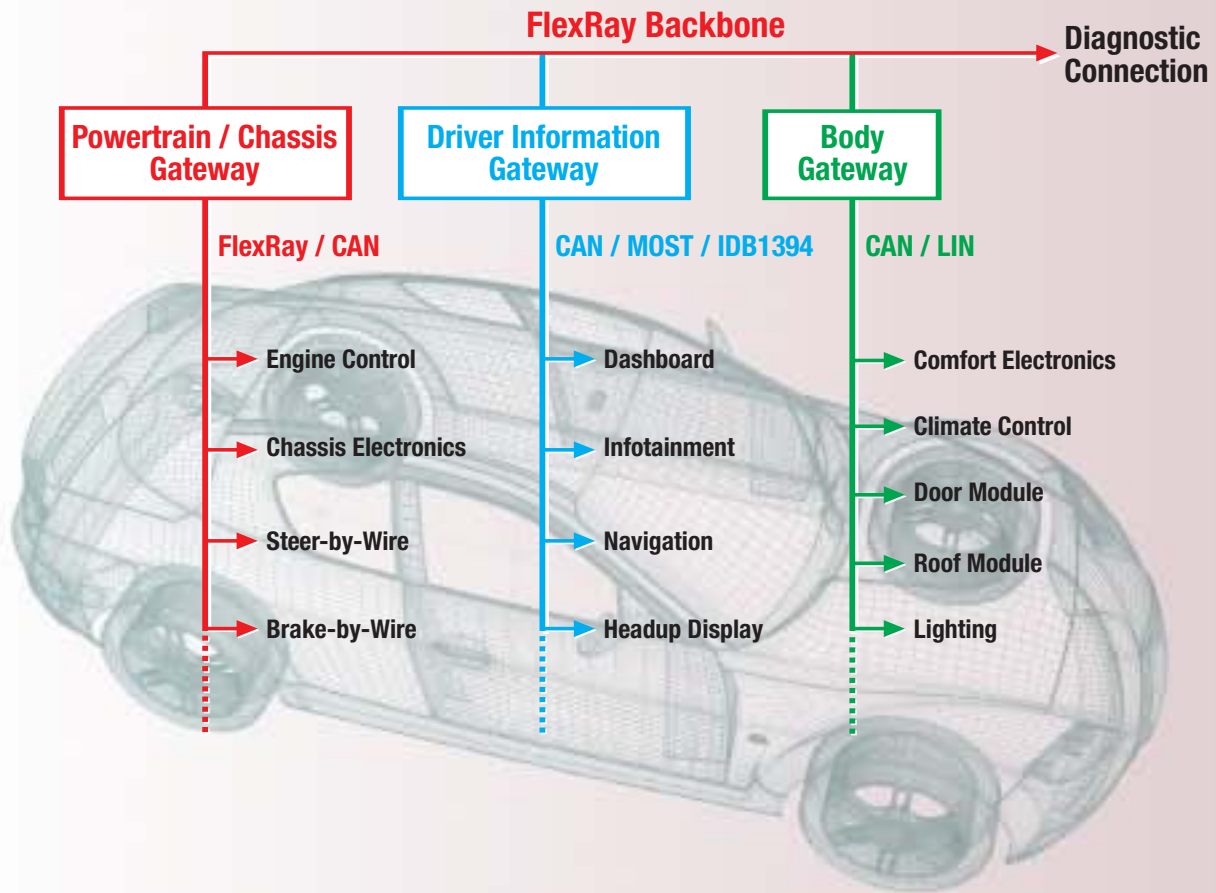 FlexRay Backbone
Diagnostic
Connection
Powertrain / Chassis
Gateway
Driver Information
Gateway
Body
Gateway
FlexRay / CAN
CAN / MOST / IDB1394
CAN / LIN
Engine Control
Chassis Electronics
Steer-by-Wire
Brake-by-Wire
Dashboard
Infotainment
Navigation
Headup Display
Comfort Electronics
Climate Control
Door Module
Roof Module
Lighting